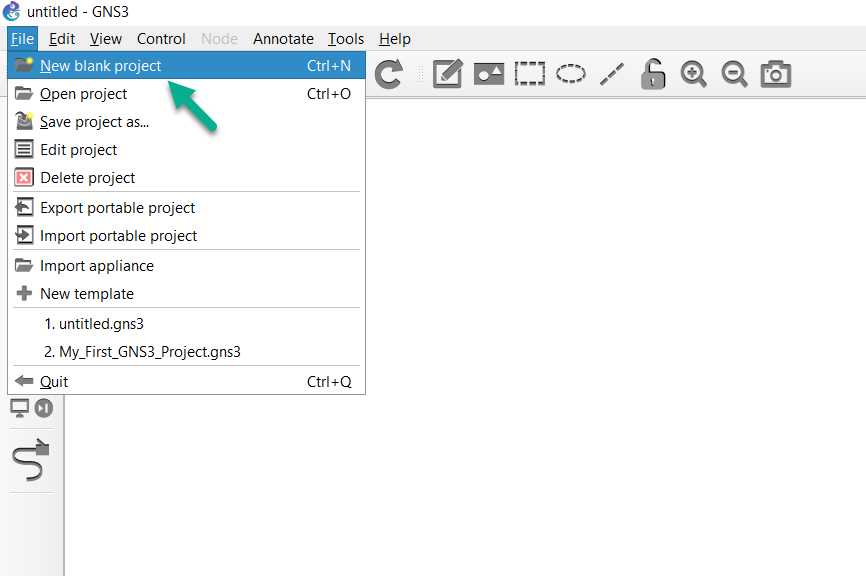 untitled - GNS3
File Edit View Control Node Annotate Tools Help
New blank project Ctrl+N
Open project Ctrl+O
Save project as...
Edit project
Delete project
Export portable project
Import portable project
Import appliance
New template
1. untitled.gns3
2. My_First_GNS3_Project.gns3
Quit Ctrl+Q